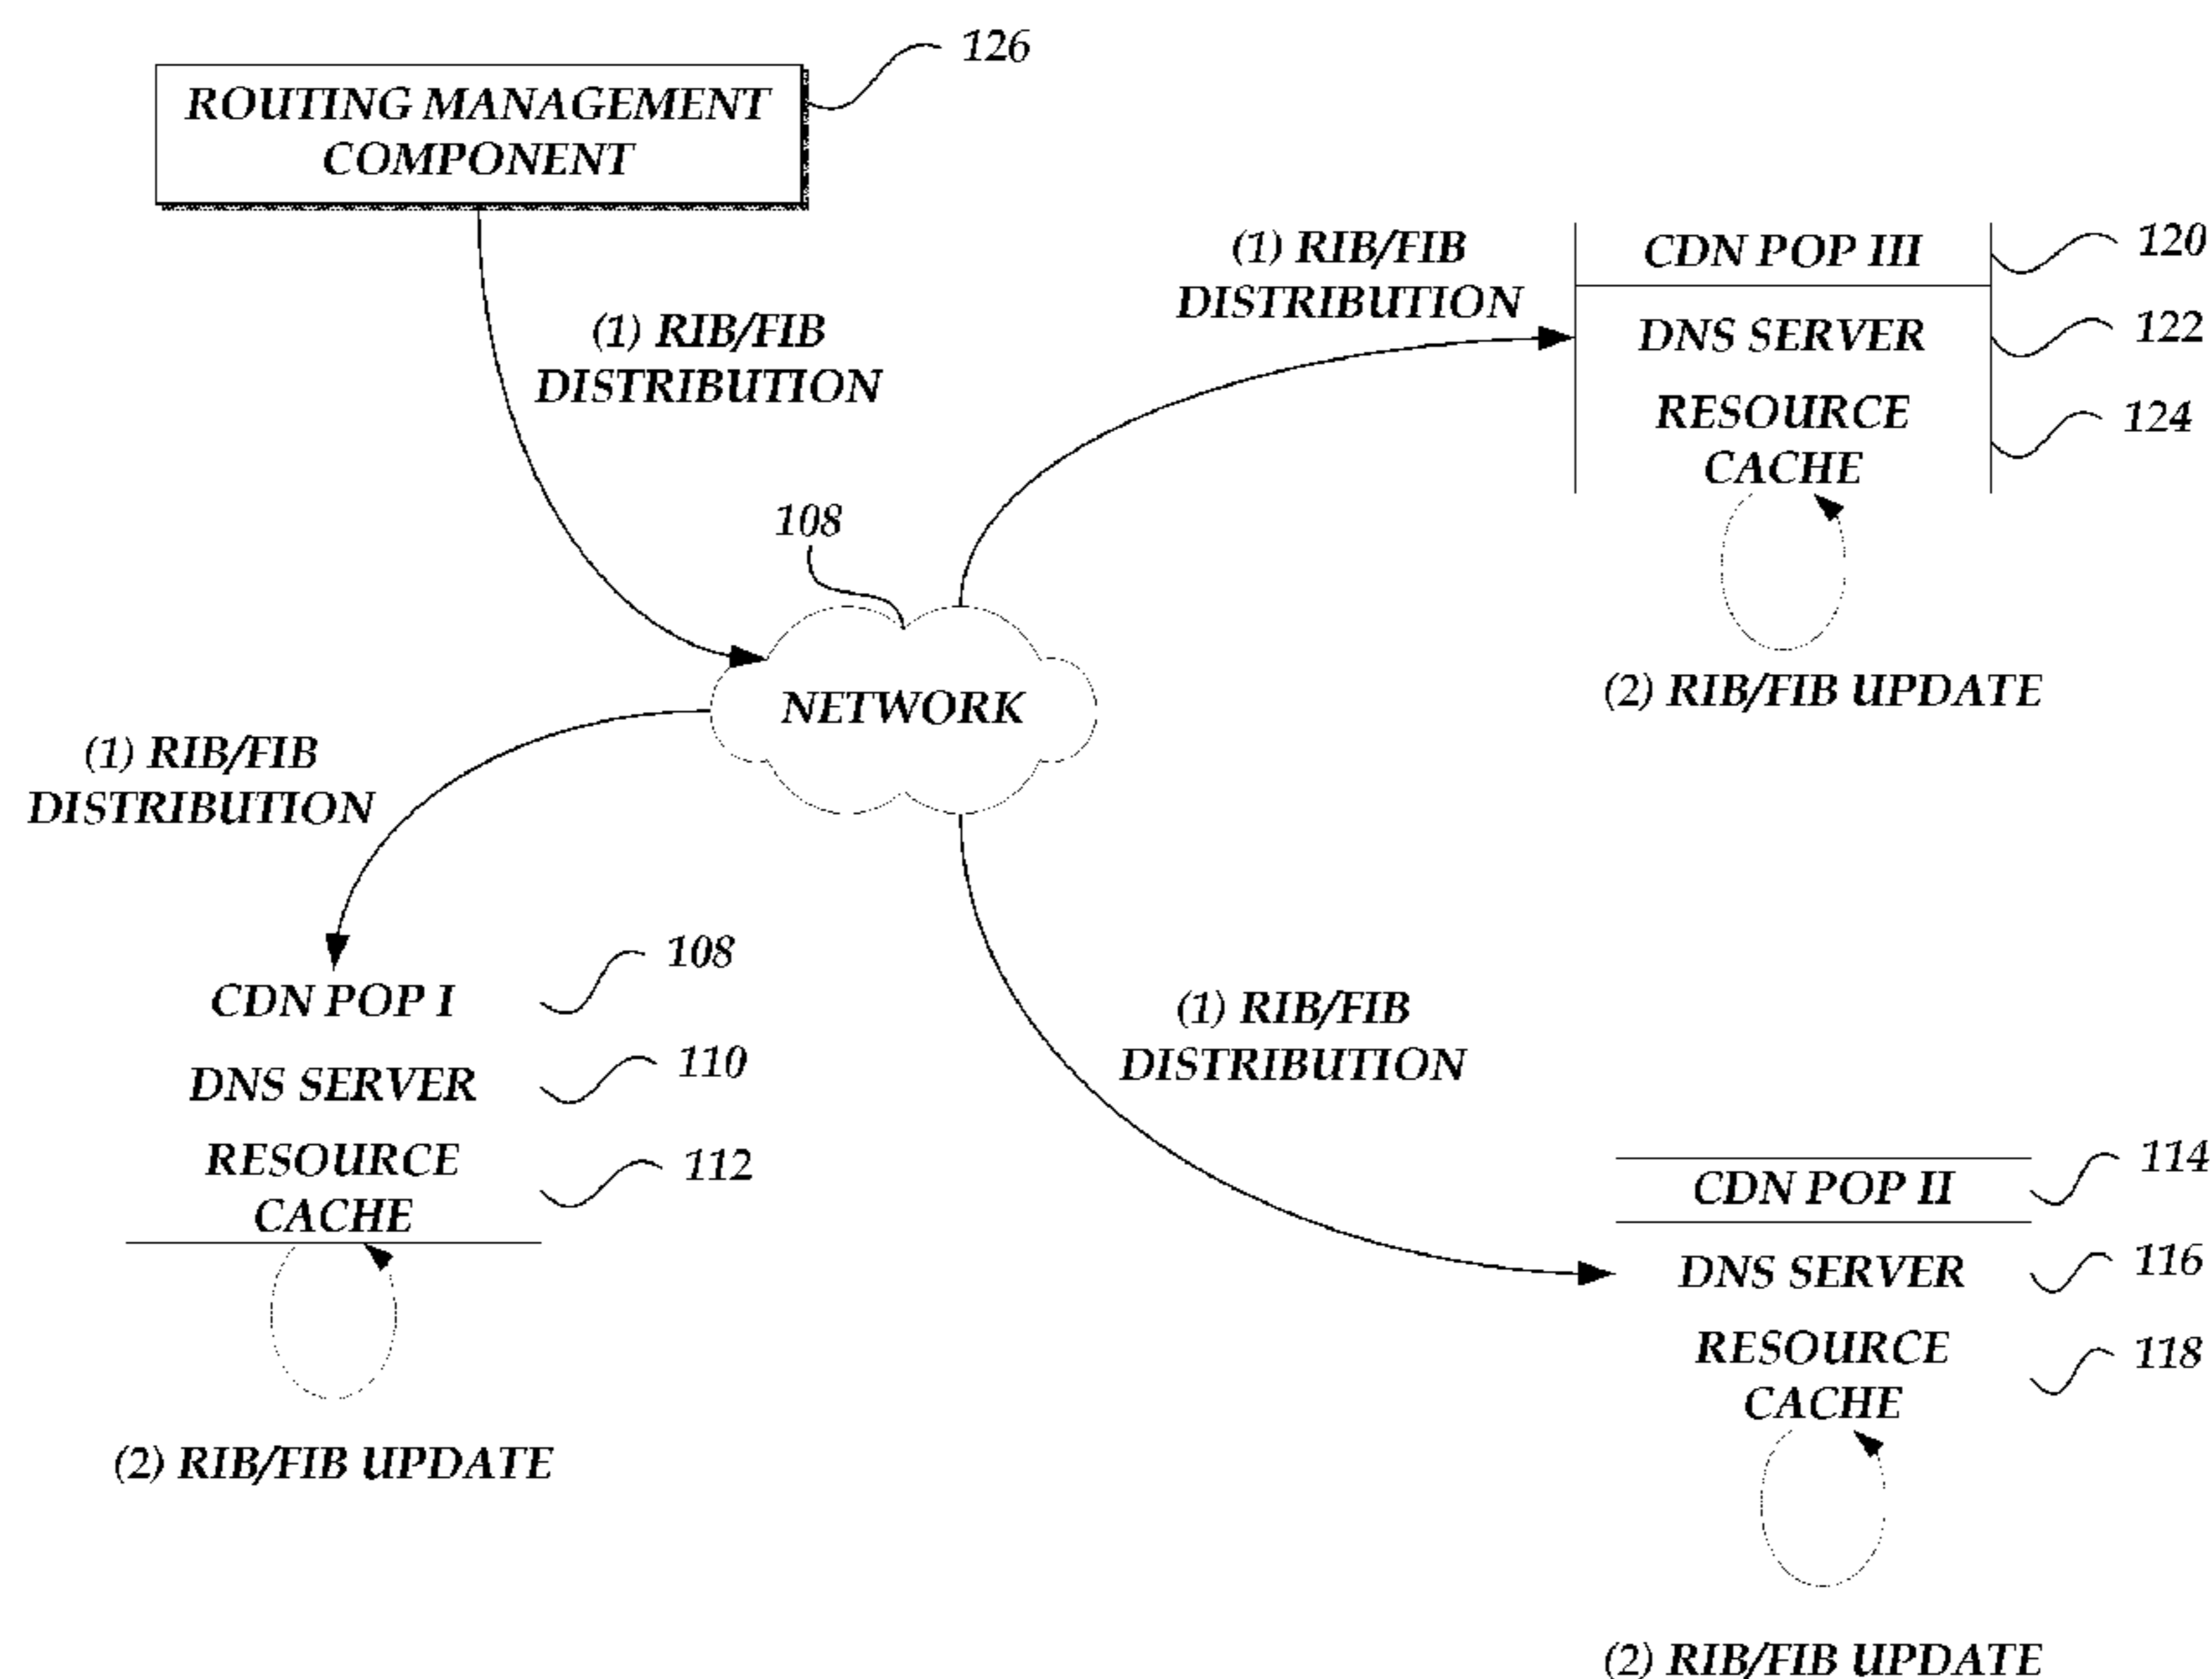 126
ROUTING MANAGEMENT
COMPONENT
(1) RIB/FIB
DISTRIBUTION
(1) RIB/FIB
DISTRIBUTION
CDN POP III
120
DNS SERVER
122
RESOURCE
CACHE
124
(2) RIB/FIB UPDATE
108
NETWORK
(1) RIB/FIB
DISTRIBUTION
CDN POP I
108
DNS SERVER
110
RESOURCE
CACHE
112
(2) RIB/FIB UPDATE
(1) RIB/FIB
DISTRIBUTION
CDN POP II
114
DNS SERVER
116
RESOURCE
CACHE
118
(2) RIB/FIB UPDATE